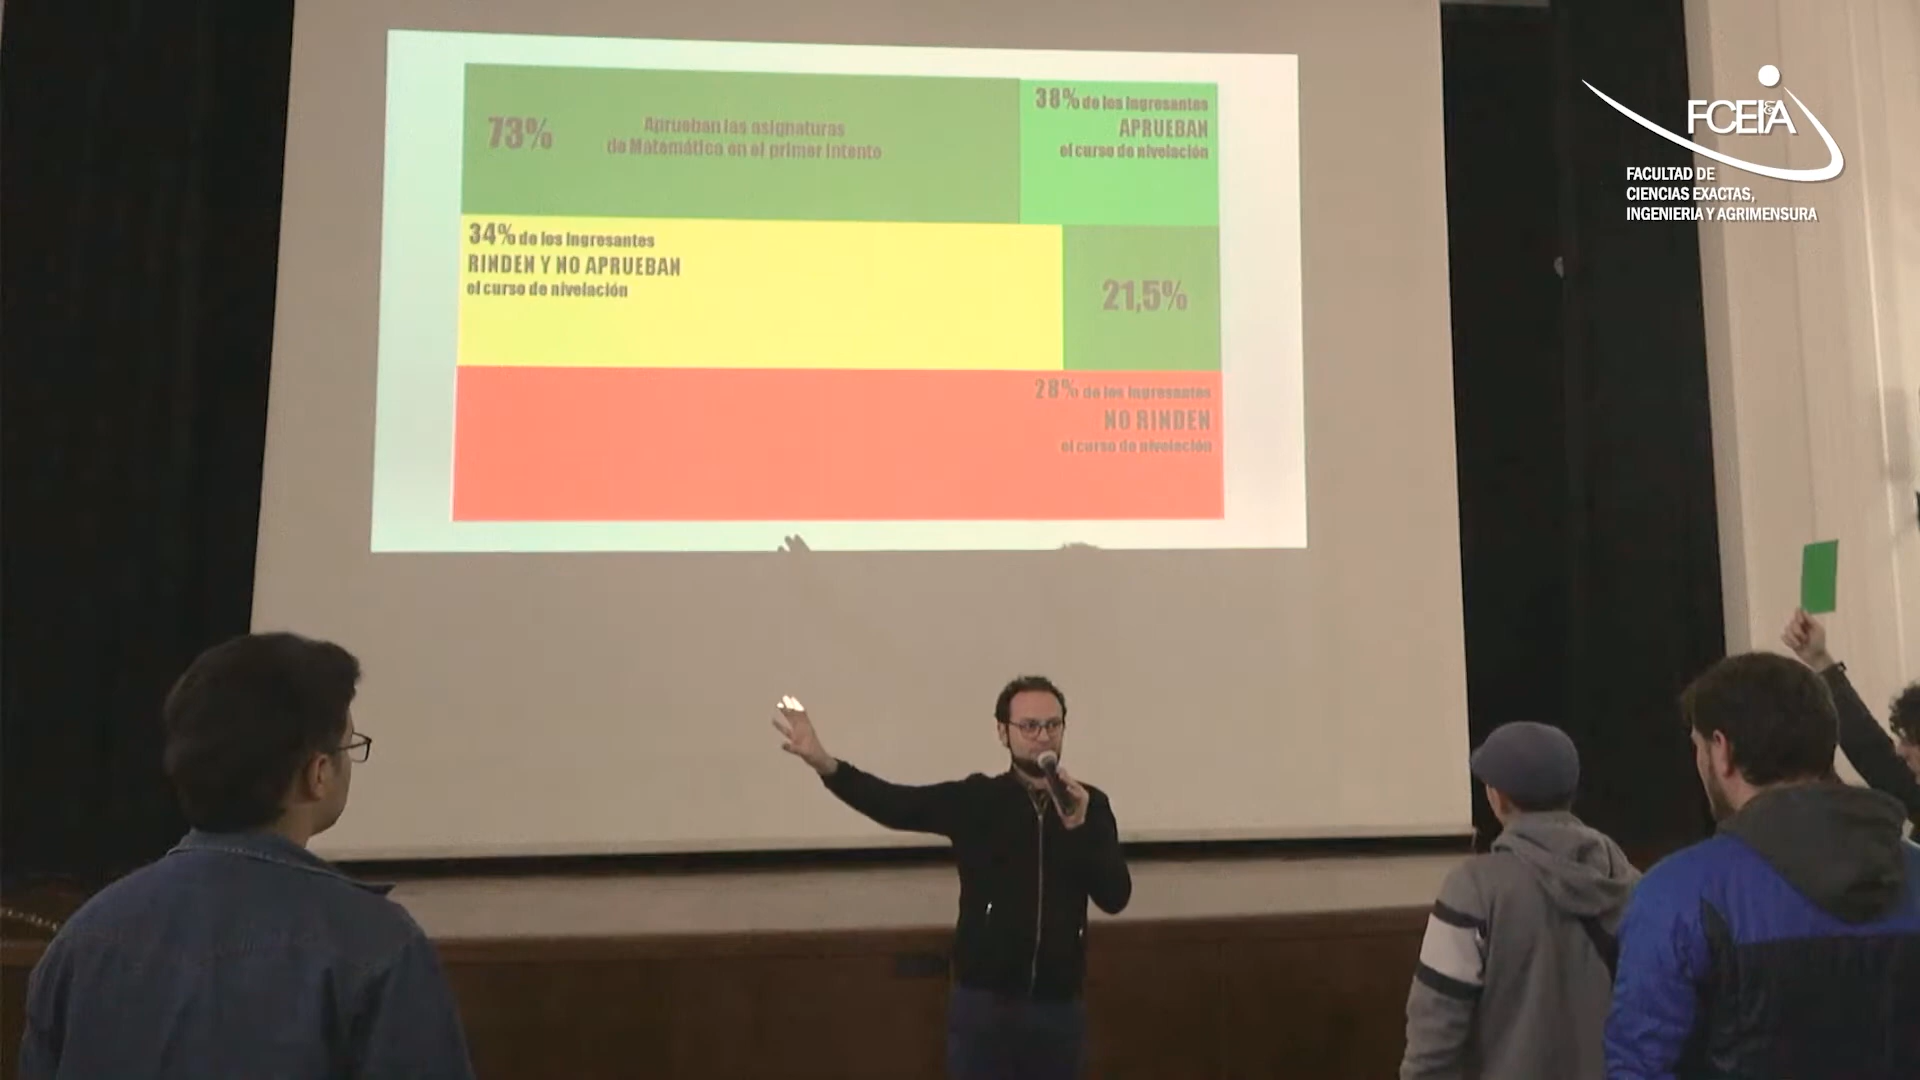 73%
Aprueban las asignaturas
de Matemática en el primer intento
38% de los ingresantes
APRUEBAN
el curso de nivelación
34% de los ingresantes
RINDEN Y NO APRUEBAN
el curso de nivelación
21,5%
28% de los ingresantes
NO RINDEN
el curso de nivelación
FCEI&A
FACULTAD DE
CIENCIAS EXACTAS,
INGENIERIA Y AGRIMENSURA